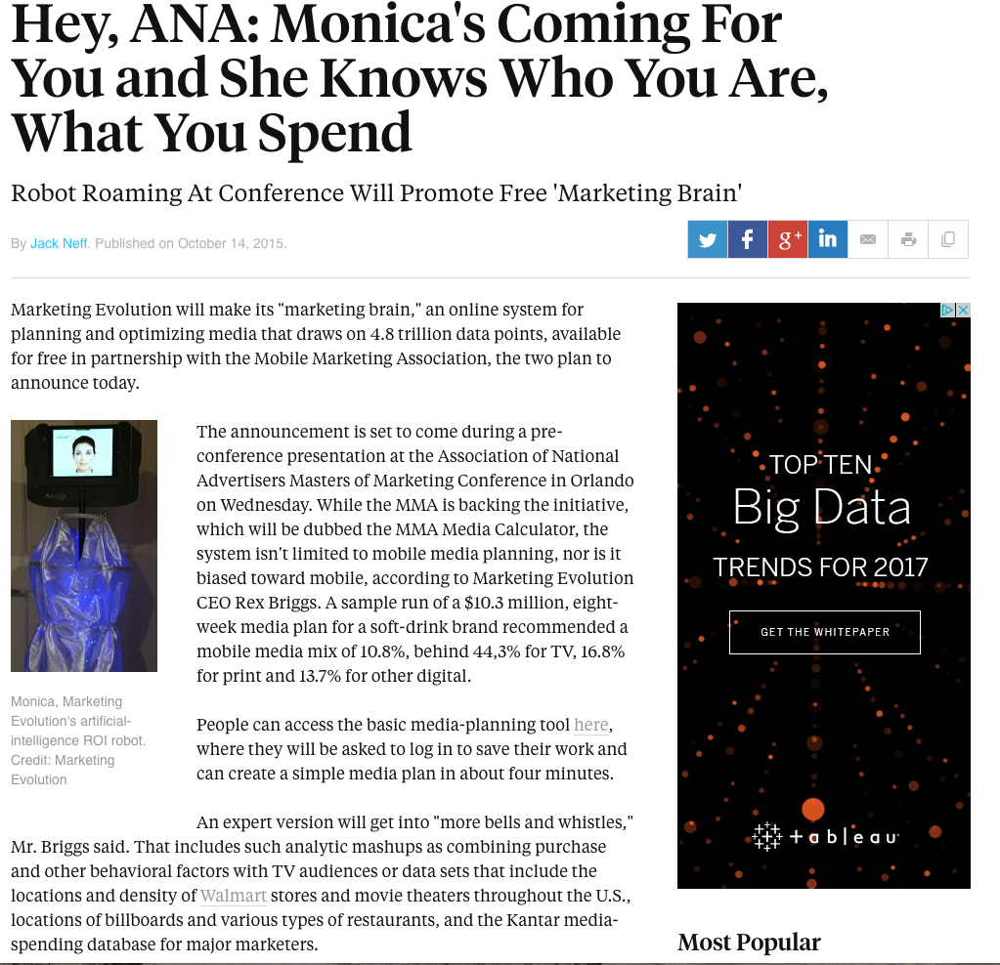 Hey, ANA: Monica's Coming For
You and She Knows Who You Are,
What You Spend
Robot Roaming At Conference Will Promote Free 'Marketing Brain'
By Jack Neff. Published on October 14, 2015.
g+
in
Marketing Evolution will make its "marketing brain," an online system for
planning and optimizing media that draws on 4.8 trillion data points, available
for free in partnership with the Mobile Marketing Association, the two plan to
announce today.
The announcement is set to come during a pre-
conference presentation at the Association of National
Advertisers Masters of Marketing Conference in Orlando
on Wednesday. While the MMA is backing the initiative,
which will be dubbed the MMA Media Calculator, the
system isn't limited to mobile media planning, nor is it
biased toward mobile, according to Marketing Evolution
CEO Rex Briggs. A sample run of a $10.3 million, eight-
week media plan for a soft-drink brand recommended a
mobile media mix of 10.8%, behind 44,3% for TV, 16.8%
for print and 13.7% for other digital.
Monica, Marketing
Evolution's artificial-
intelligence ROI robot.
Credit: Marketing
Evolution
People can access the basic media-planning tool here,
where they will be asked to log in to save their work and
can create a simple media plan in about four minutes.
An expert version will get into "more bells and whistles,"
Mr. Briggs said. That includes such analytic mashups as combining purchase
and other behavioral factors with TV audiences or data sets that include the
locations and density of Walmart stores and movie theaters throughout the U.S.,
locations of billboards and various types of restaurants, and the Kantar media-
spending database for major marketers.
TOP TEN
Big Data
TRENDS FOR 2017
GET THE WHITEPAPER
tableau
Most Popular